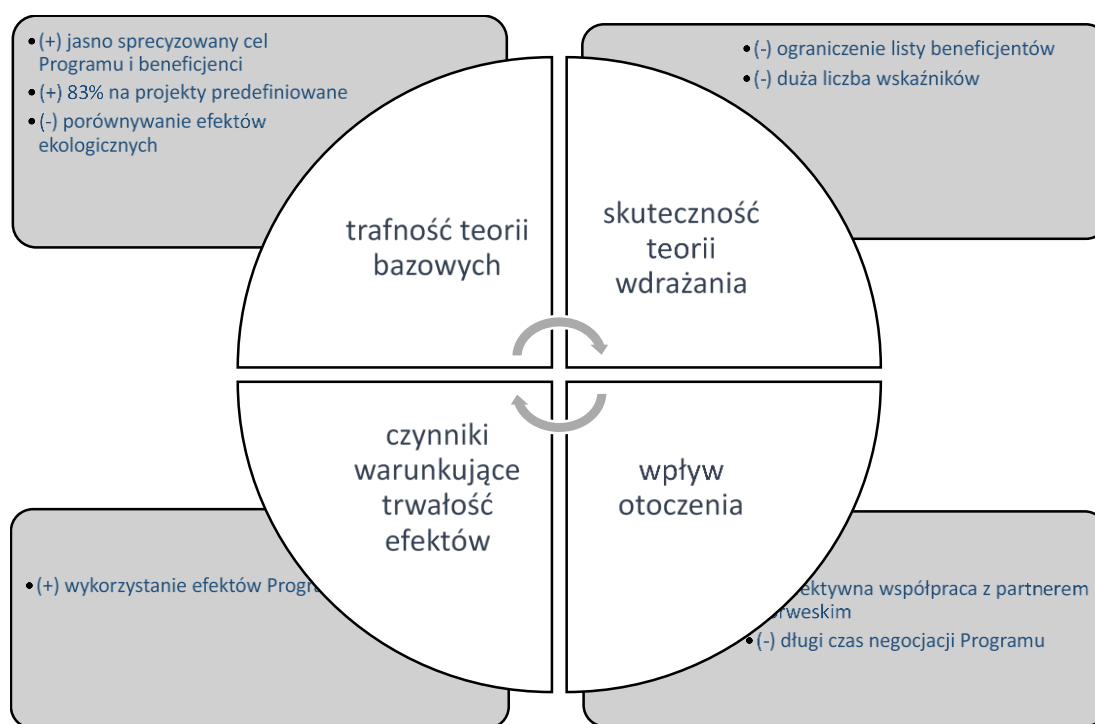 • (+) jasno sprecyzowany cel
Programu i beneficjenci
• (+) 83% na projekty predefiniowane
• (-) porównywanie efektów
ekologicznych
• (-) ograniczenie listy beneficjentów
• (-) duża liczba wskaźników
trafność teorii
bazowych
skuteczność
teorii
wdrażania
czynniki
warunkujące
trwałość
efektów
wpływ
otoczenia
• (+) wykorzystanie efektów
współpraca z partnerem
• (-) długi czas negocjacji Programu